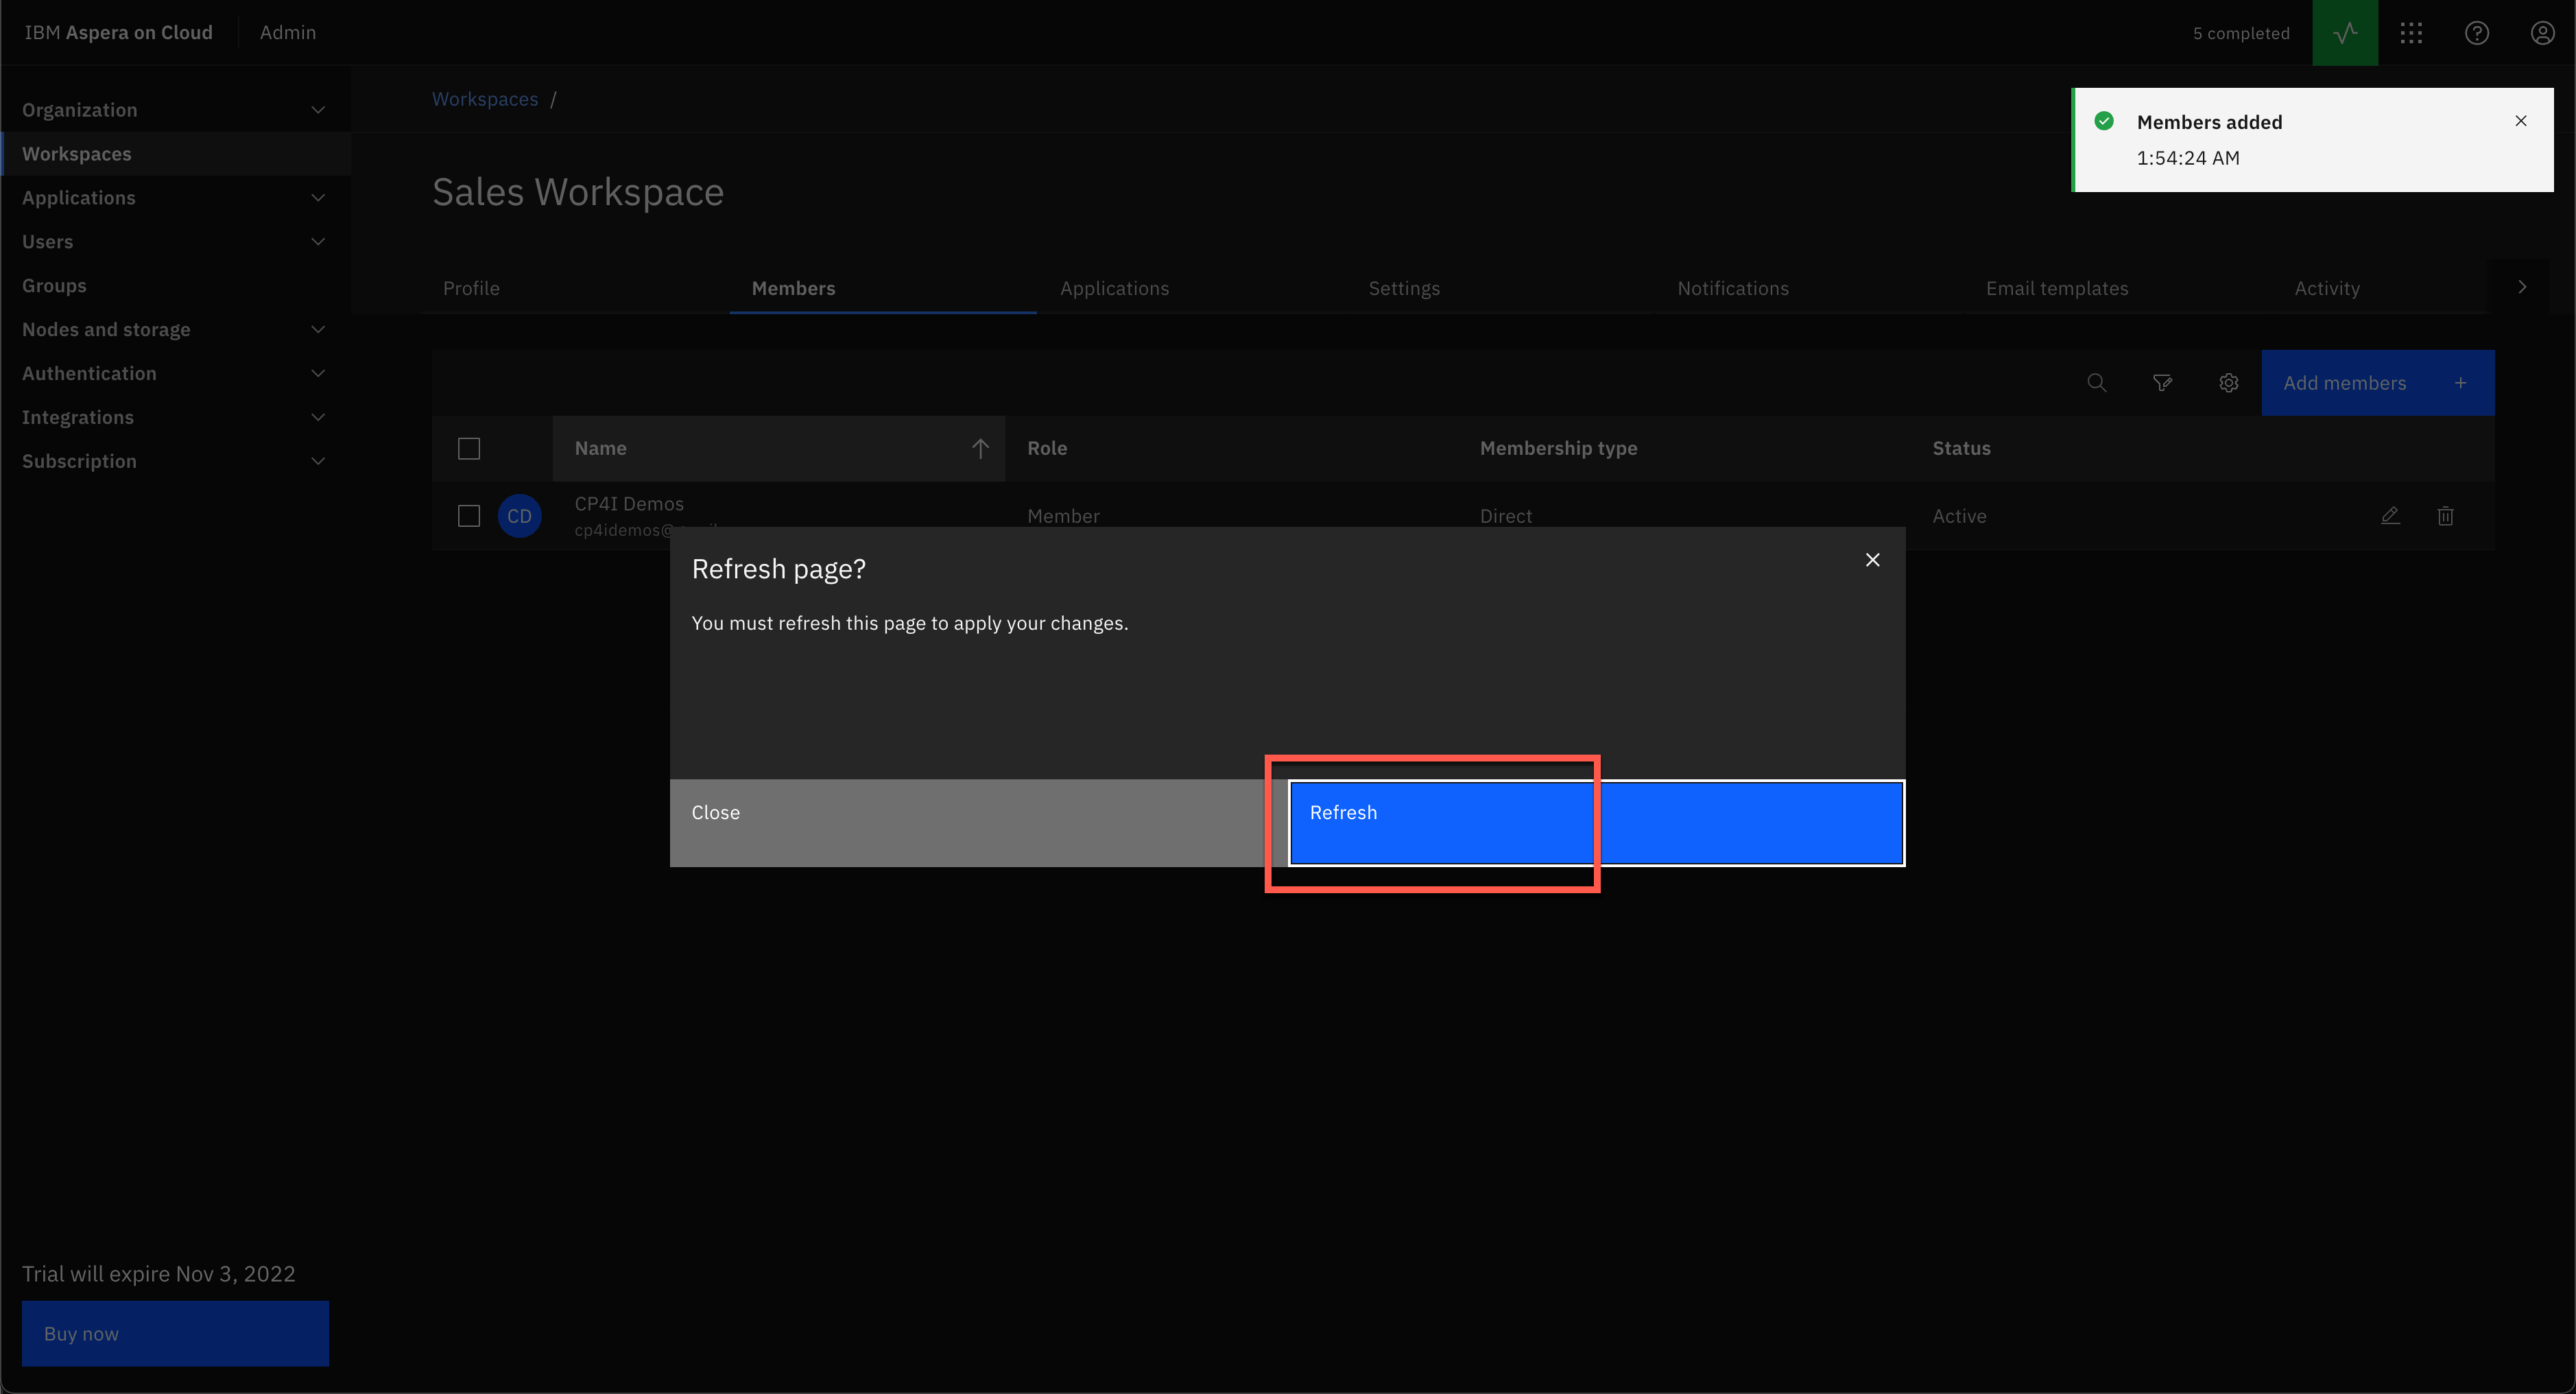 IBM Aspera on Cloud
Admin
5 completed
Organization
Workspaces
Applications
Users
Groups
Nodes and storage
Authentication
Integrations
Subscription
Workspaces /
Members added
1:54:24 AM
Sales Workspace
Profile
Members
Applications
Settings
Notifications
Email templates
Activity
Add members +
Name
Role
Membership type
Status
CD
CP4I Demos
cp4idemos@
Member
Direct
Active
Refresh page?
You must refresh this page to apply your changes.
Close
Refresh
Trial will expire Nov 3, 2022
Buy now